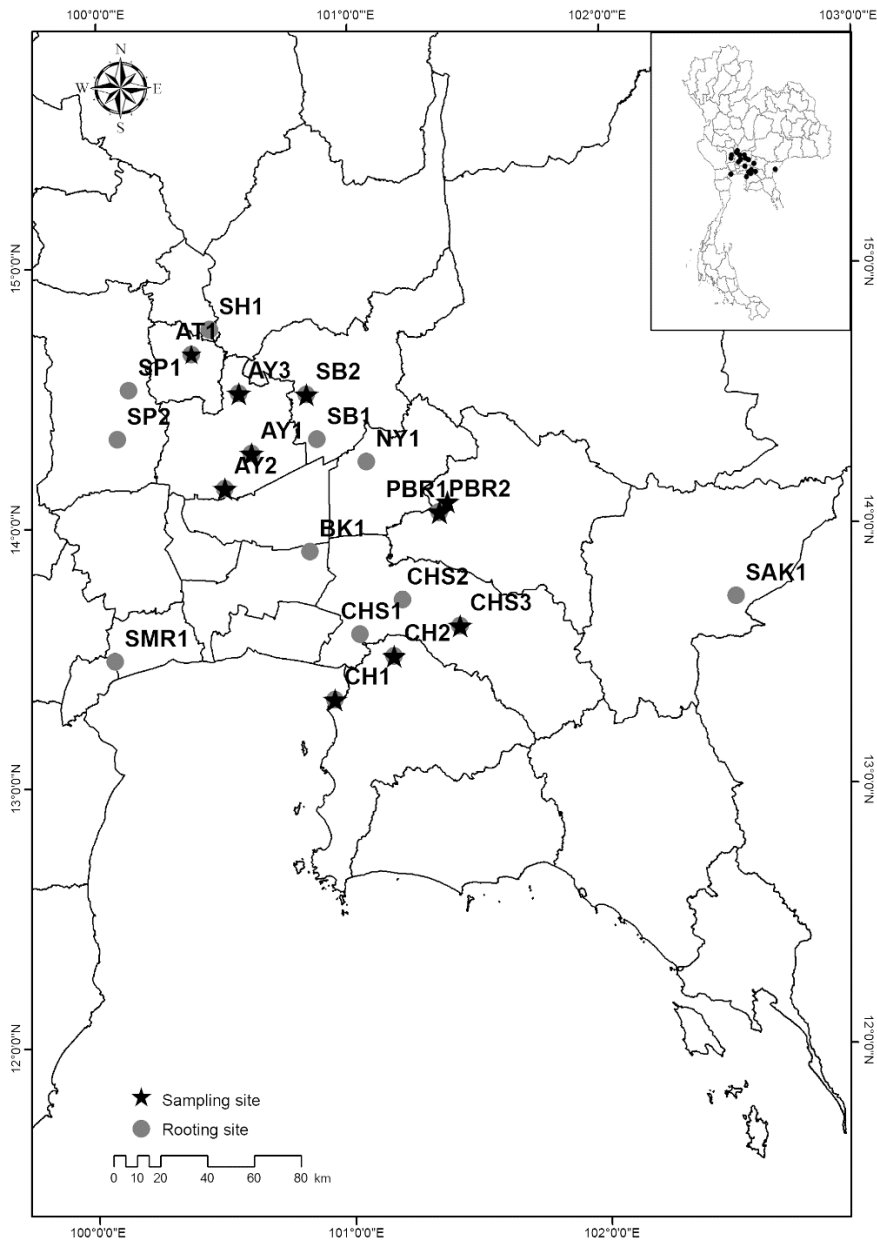 100°0'0"E 101°0'0"E 102°0'0"E 103°0'0"E
N
W E
S
15°0'0"N 15°0'0"N
SH1
AT1
SP1 AY3 SB2
SP2 AY1 SB1 NY1
AY2
PBR1 PBR2
14°0'0"N 14°0'0"N
BK1
CHS2 SAK1
CHS1 CHS3
SMR1 CH2
CH1
13°0'0"N 13°0'0"N
12°0'0"N 12°0'0"N
Sampling site
Rooting site
0 10 20 40 60 80 km
100°0'0"E 101°0'0"E 102°0'0"E